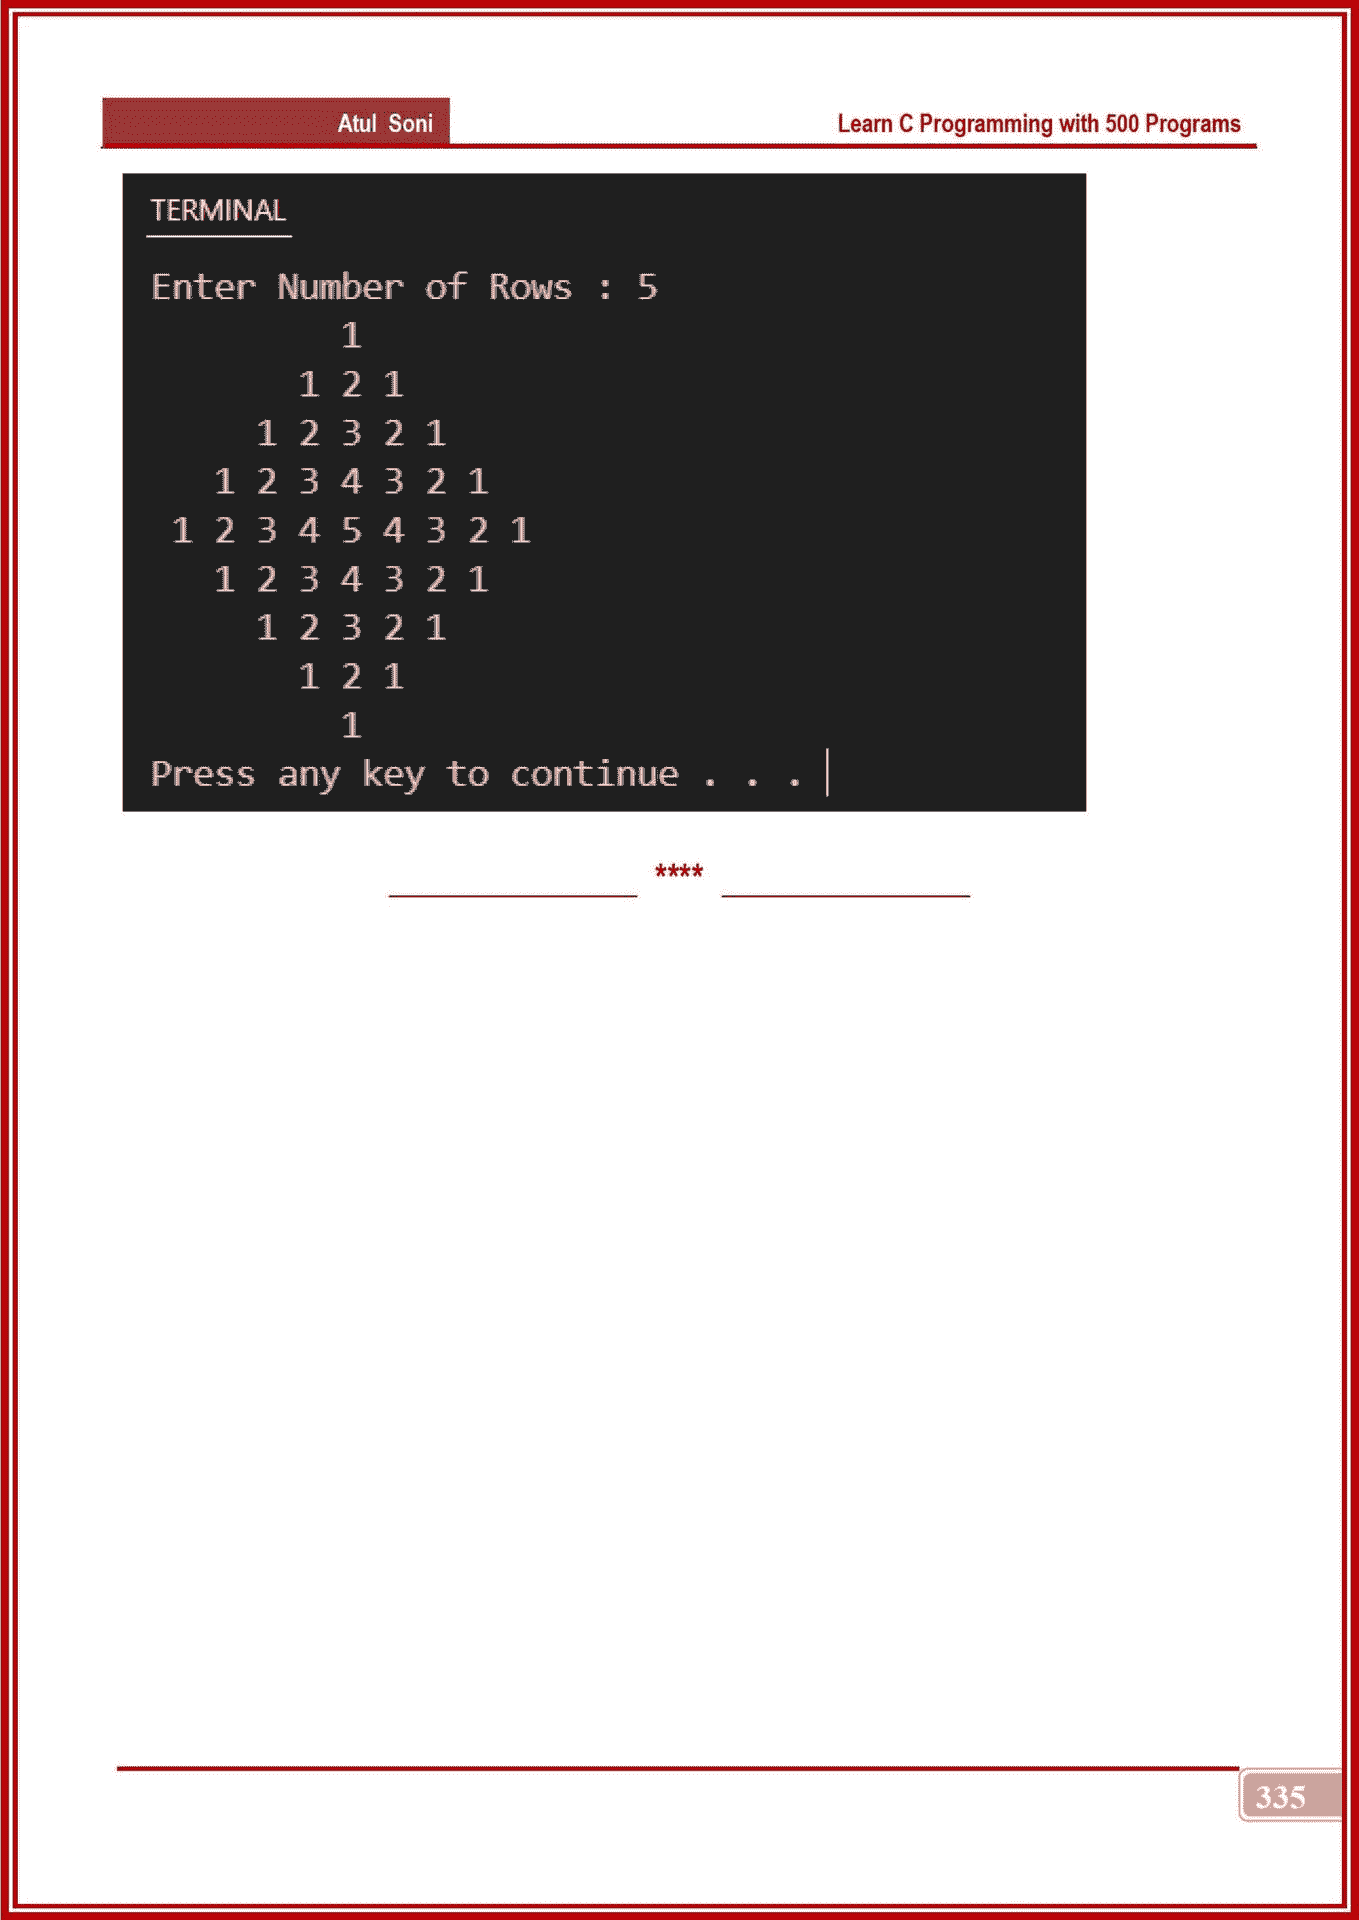 Atul Soni
Learn C Programming with 500 Programs
TERMINAL
Enter Number of Rows : 5
1
1 2 1
1 2 3 2 1
1 2 3 4 3 2 1
1 2 3 4 5 4 3 2 1
1 2 3 4 3 2 1
1 2 3 2 1
1 2 1
1
Press any key to continue . . .
****
335